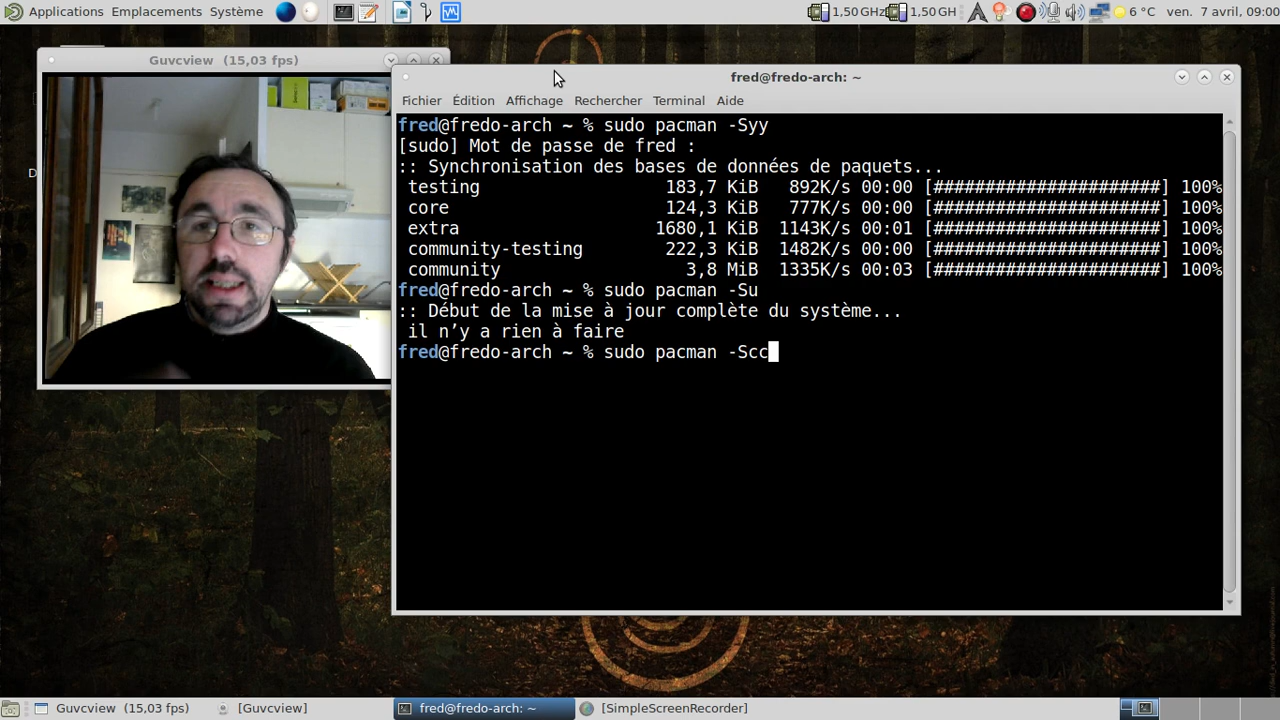 Applications Emplacements Système 1,50 GHz 1,50 GH 6 °C ven. 7 avril, 09:00
Guvcview (15,03 fps)
fred@fredo-arch: ~
Fichier Édition Affichage Rechercher Terminal Aide
fred@fredo-arch ~ % sudo pacman -Syy
[sudo] Mot de passe de fred :
:: Synchronisation des bases de données de paquets...
testing 183,7 KiB 892K/s 00:00 [######################] 100%
core 124,3 KiB 777K/s 00:00 [######################] 100%
extra 1680,1 KiB 1143K/s 00:01 [######################] 100%
community-testing 222,3 KiB 1482K/s 00:00 [######################] 100%
community 3,8 MiB 1335K/s 00:03 [######################] 100%
fred@fredo-arch ~ % sudo pacman -Su
:: Début de la mise à jour complète du système...
il n’y a rien à faire
fred@fredo-arch ~ % sudo pacman -Scc
Guvcview (15,03 fps) [Guvcview] fred@fredo-arch: ~ [SimpleScreenRecorder]